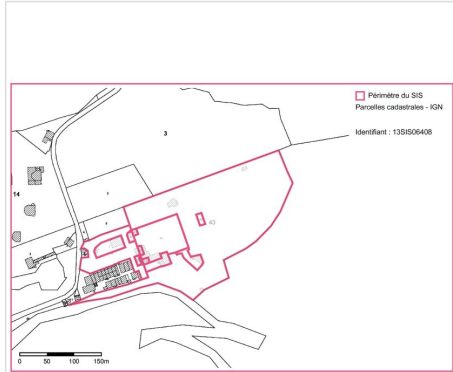 Périmètre du SIS
Parcelles cadastrales - IGN
Identifiant : 13SIS06408
3
14
43
0 50 100 150m